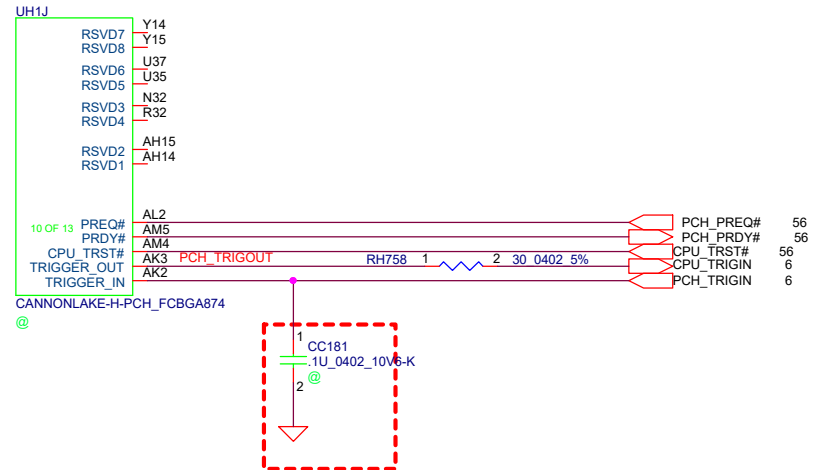 UH1J
RSVD7 Y14
RSVD8 Y15
RSVD6 U37
RSVD5 U35
RSVD3 N32
RSVD4 R32
RSVD2 AH15
RSVD1 AH14
10 OF 13
PREQ# AL2 PCH_PREQ# 56
PRDY# AM5 PCH_PRDY# 56
CPU_TRST# AM4 CPU_TRST# 56
TRIGGER_OUT AK3 PCH_TRIGOUT RH758 1 2 30_0402_5% CPU_TRIGIN 6
TRIGGER_IN AK2 PCH_TRIGIN 6
CANNONLAKE-H-PCH_FCBGA874
@
1
CC181
.1U_0402_10V6-K
@
2